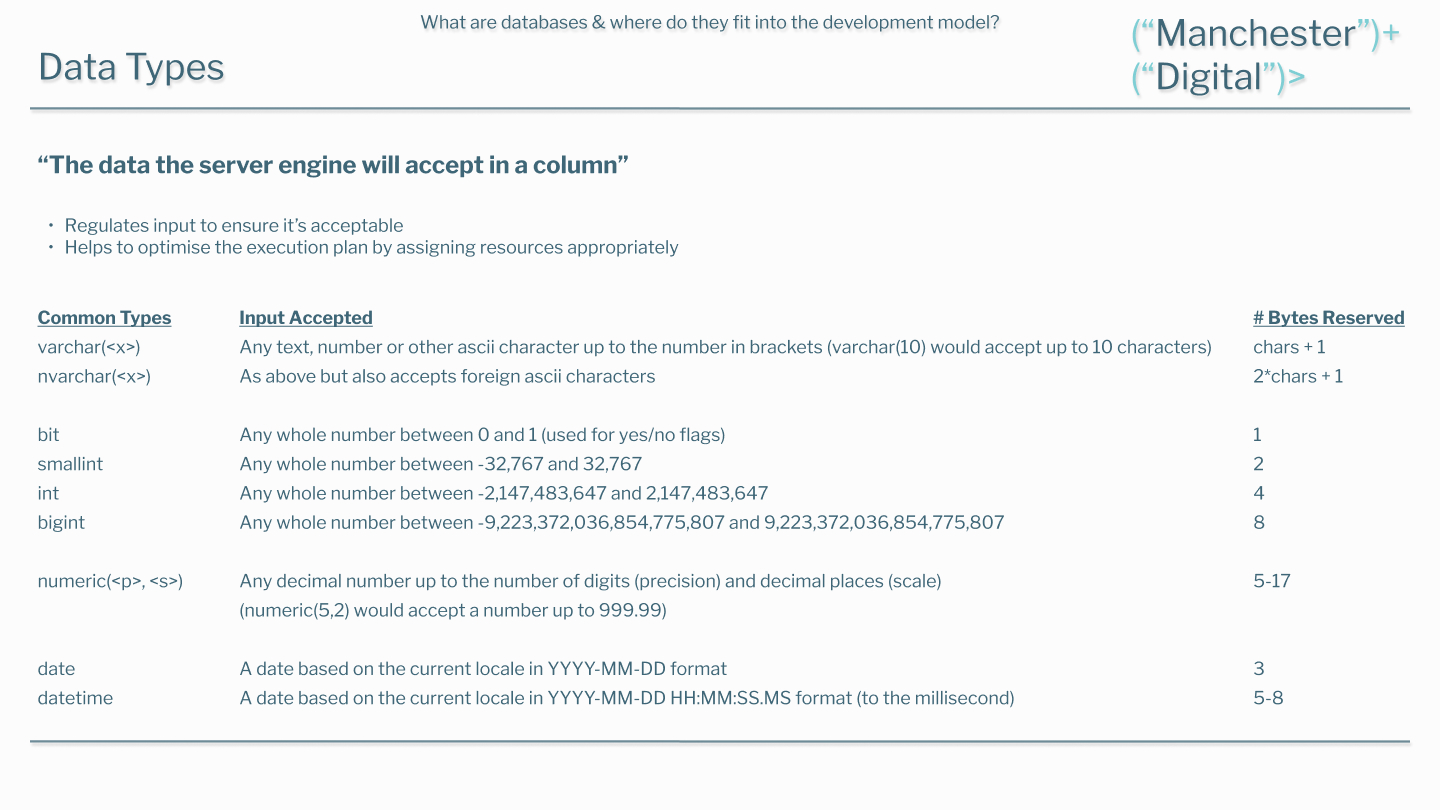 What are databases & where do they fit into the development model?
(“Manchester”)+
(“Digital”)>
Data Types
“The data the server engine will accept in a column”
• Regulates input to ensure it’s acceptable
• Helps to optimise the execution plan by assigning resources appropriately
Common Types Input Accepted # Bytes Reserved
varchar(<x>) Any text, number or other ascii character up to the number in brackets (varchar(10) would accept up to 10 characters) chars + 1
nvarchar(<x>) As above but also accepts foreign ascii characters 2*chars + 1
bit Any whole number between 0 and 1 (used for yes/no flags) 1
smallint Any whole number between -32,767 and 32,767 2
int Any whole number between -2,147,483,647 and 2,147,483,647 4
bigint Any whole number between -9,223,372,036,854,775,807 and 9,223,372,036,854,775,807 8
numeric(<p>, <s>) Any decimal number up to the number of digits (precision) and decimal places (scale) 5-17
(numeric(5,2) would accept a number up to 999.99)
date A date based on the current locale in YYYY-MM-DD format 3
datetime A date based on the current locale in YYYY-MM-DD HH:MM:SS.MS format (to the millisecond) 5-8